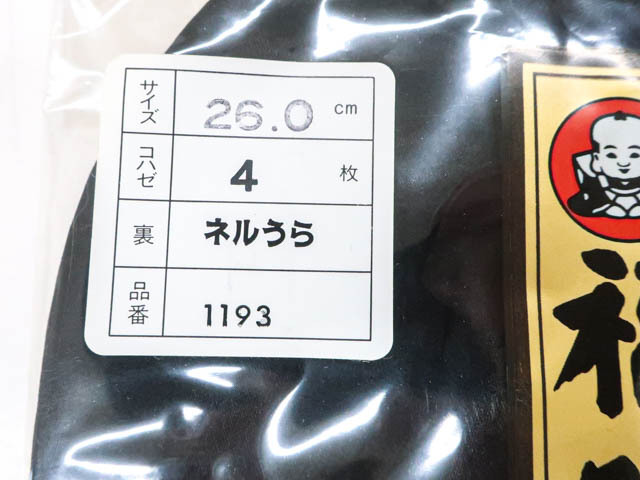 サイズ 26.0 cm
コハゼ 4 枚
裏 ネルうら
品番 1193
福